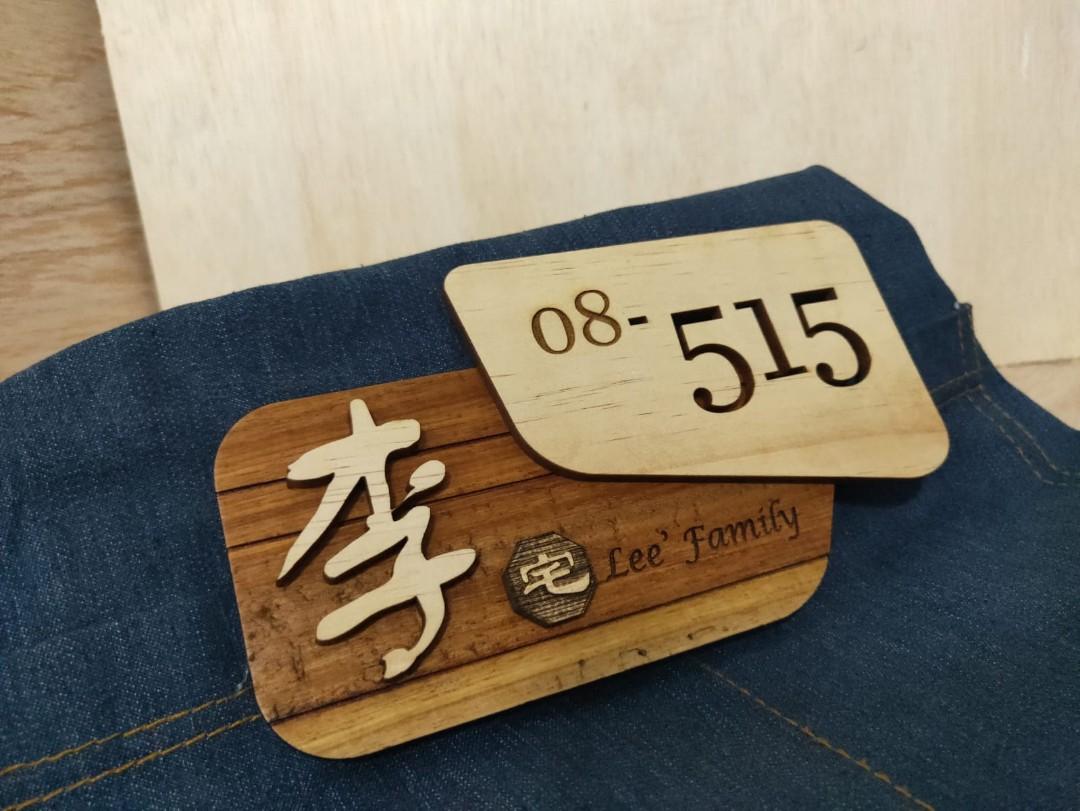 08-515
李
宅
Lee' Family